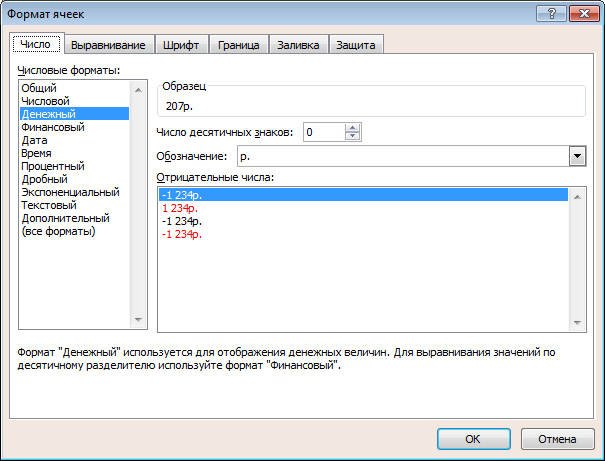 Формат ячеек
Число Выравнивание Шрифт Граница Заливка Защита
Числовые форматы:
Общий
Числовой
Денежный
Финансовый
Дата
Время
Процентный
Дробный
Экспоненциальный
Текстовый
Дополнительный
(все форматы)
Образец
207р.
Число десятичных знаков: 0
Обозначение: р.
Отрицательные числа:
-1 234р.
1 234р.
-1 234р.
-1 234р.
Формат "Денежный" используется для отображения денежных величин. Для выравнивания значений по
десятичному разделителю используйте формат "Финансовый".
ОК Отмена